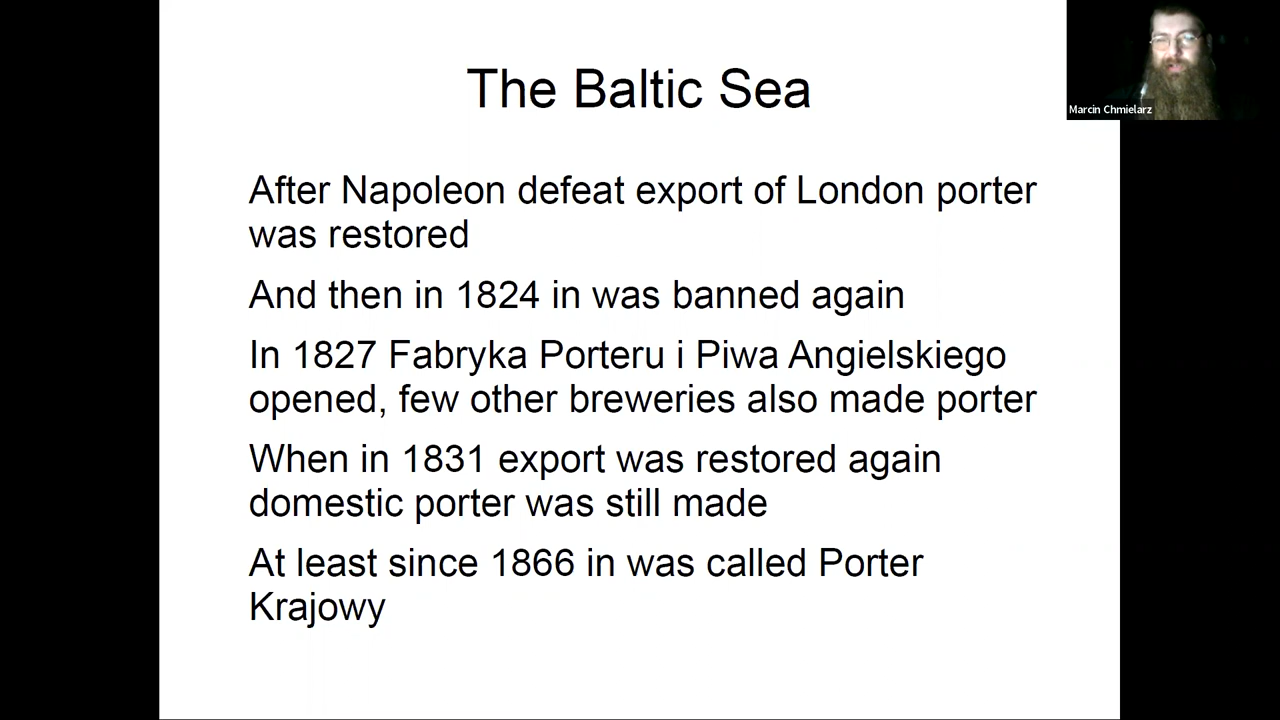 The Baltic Sea
Marcin Chmielarz
After Napoleon defeat export of London porter
was restored
And then in 1824 in was banned again
In 1827 Fabryka Porteru i Piwa Angielskiego
opened, few other breweries also made porter
When in 1831 export was restored again
domestic porter was still made
At least since 1866 in was called Porter
Krajowy